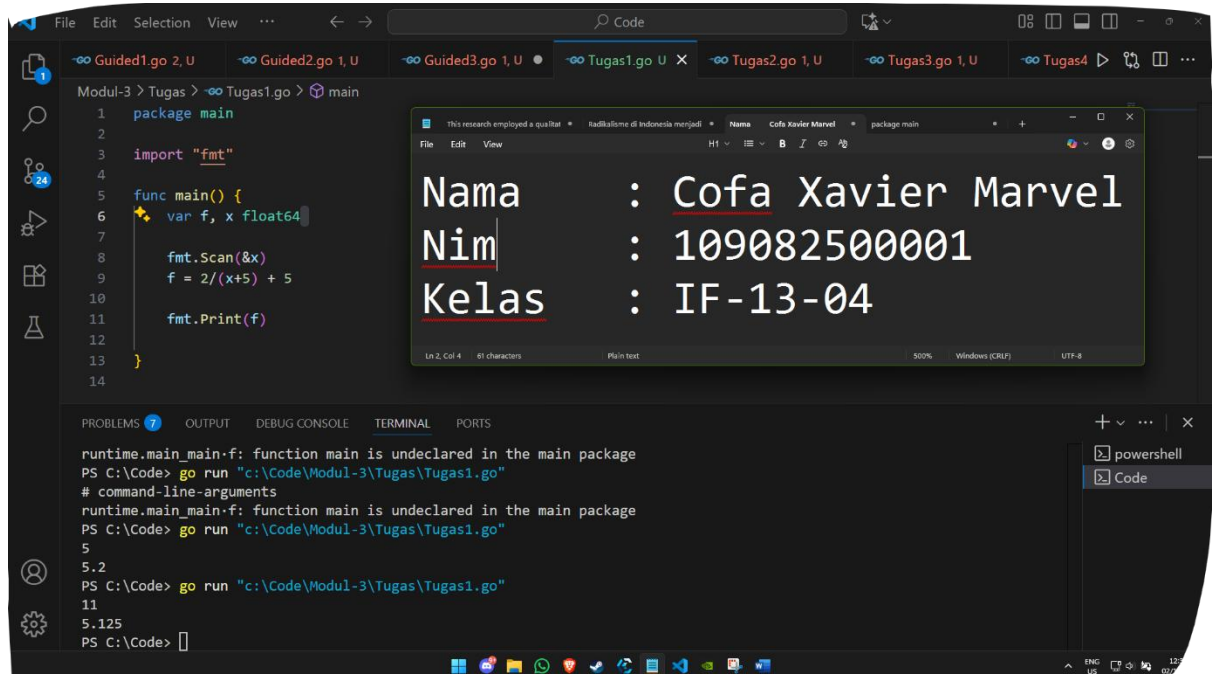 File Edit Selection View ··· ← → Code
Guided1.go 2, U Guided2.go 1, U Guided3.go 1, U ● Tugas1.go U × Tugas2.go 1, U Tugas3.go 1, U Tugas4 ···
Modul-3 > Tugas > Tugas1.go > main
1 package main
2
3 import "fmt"
4
5 func main() {
6 var f, x float64
7
8 fmt.Scan(&x)
9 f = 2/(x+5) + 5
10
11 fmt.Print(f)
12
13 }
14
1
24
This research employed a qualitat Radikalisme di Indonesia menjadi Nama Cofa Xavier Marvel package main +
File Edit View H1 B I
Nama : Cofa Xavier Marvel
Nim : 109082500001
Kelas : IF-13-04
Ln 2, Col 4 61 characters Plain text 500% Windows (CRLF) UTF-8
PROBLEMS 7 OUTPUT DEBUG CONSOLE TERMINAL PORTS
runtime.main_main·f: function main is undeclared in the main package
PS C:\Code> go run "c:\Code\Modul-3\Tugas\Tugas1.go"
# command-line-arguments
runtime.main_main·f: function main is undeclared in the main package
PS C:\Code> go run "c:\Code\Modul-3\Tugas\Tugas1.go"
5
5.2
PS C:\Code> go run "c:\Code\Modul-3\Tugas\Tugas1.go"
11
5.125
PS C:\Code>
powershell
Code
ENG
US